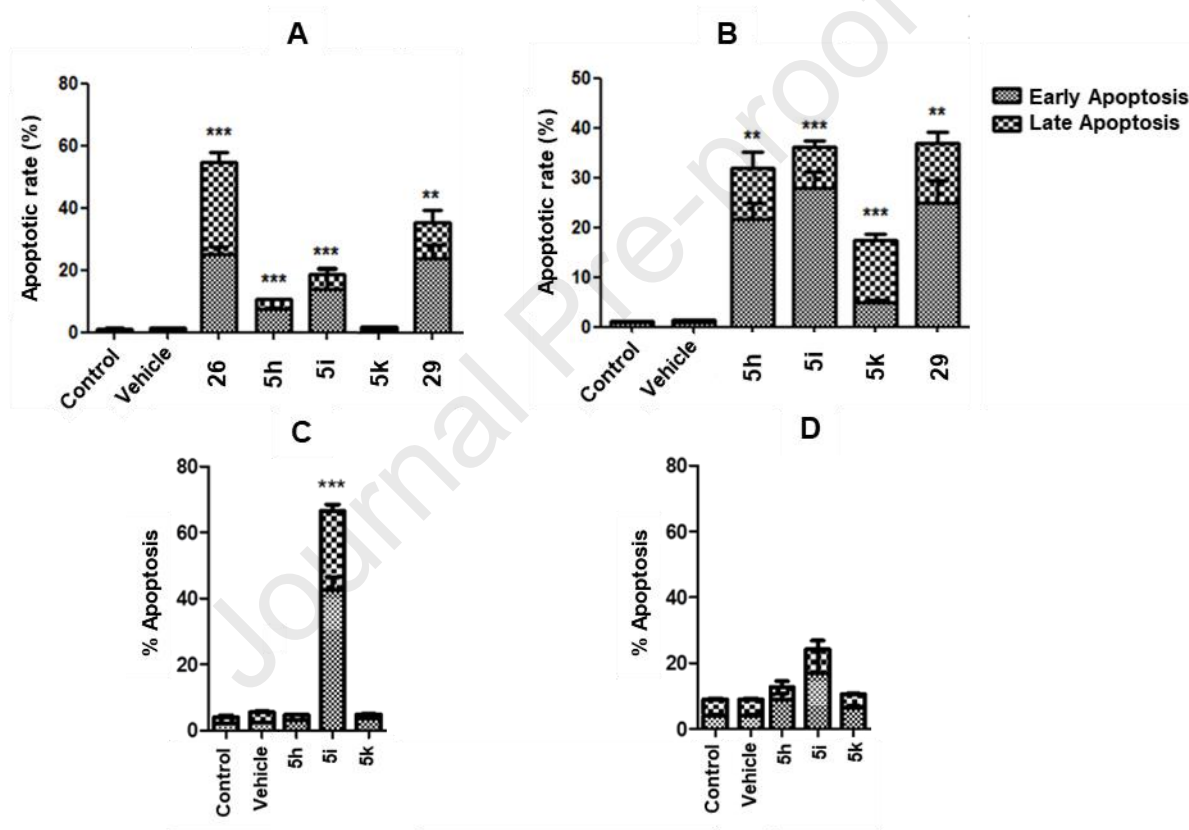 A
Apoptotic rate (%)
80
60
40
20
0
***
***
***
**
Control
Vehicle
26
5h
5i
5k
29
B
Apoptotic rate (%)
50
40
30
20
10
0
**
***
***
**
Control
Vehicle
5h
5i
5k
29
Early Apoptosis
Late Apoptosis
C
% Apoptosis
80
60
40
20
0
***
Control
Vehicle
5h
5i
5k
D
% Apoptosis
80
60
40
20
0
Control
Vehicle
5h
5i
5k
Journal Pre-proof